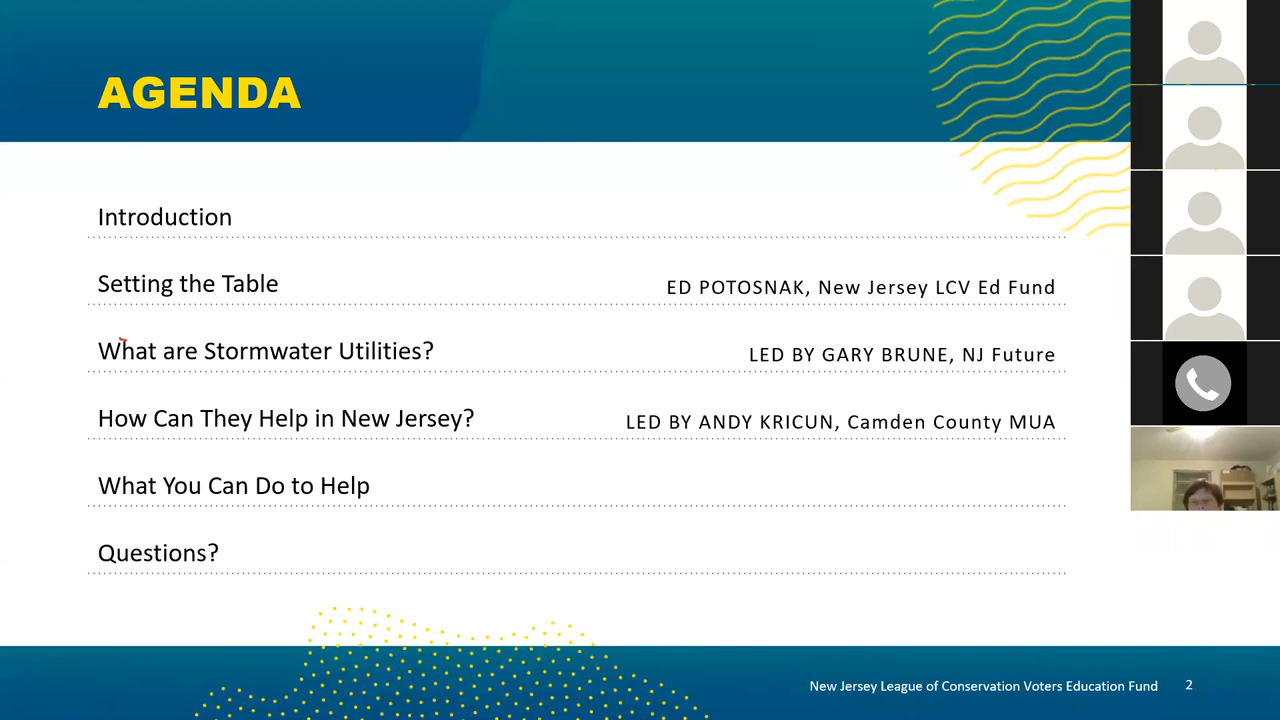 AGENDA
Introduction
Setting the Table ED POTOSNAK, New Jersey LCV Ed Fund
What are Stormwater Utilities? LED BY GARY BRUNE, NJ Future
How Can They Help in New Jersey? LED BY ANDY KRICUN, Camden County MUA
What You Can Do to Help
Questions?
New Jersey League of Conservation Voters Education Fund 2